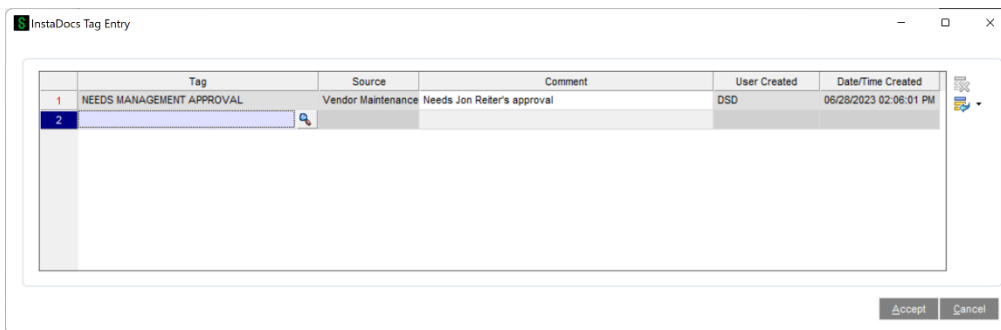 S InstaDocs Tag Entry
Tag Source Comment User Created Date/Time Created
1 NEEDS MANAGEMENT APPROVAL Vendor Maintenance Needs Jon Reiter's approval DSD 06/28/2023 02:06:01 PM
2
Accept Cancel